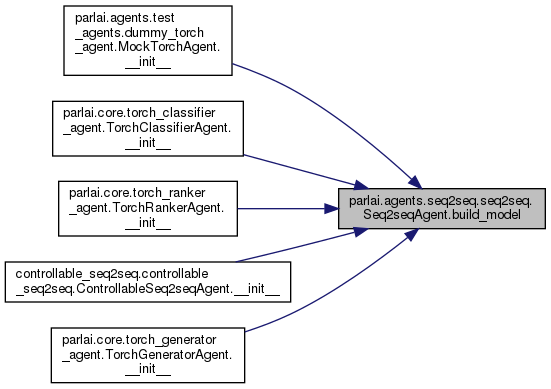 parlai.agents.test
_agents.dummy_torch
_agent.MockTorchAgent.
__init__
parlai.core.torch_classifier
_agent.TorchClassifierAgent.
__init__
parlai.core.torch_ranker
_agent.TorchRankerAgent.
__init__
parlai.agents.seq2seq.seq2seq.
Seq2seqAgent.build_model
controllable_seq2seq.controllable
_seq2seq.ControllableSeq2seqAgent.__init__
parlai.core.torch_generator
_agent.TorchGeneratorAgent.
__init__